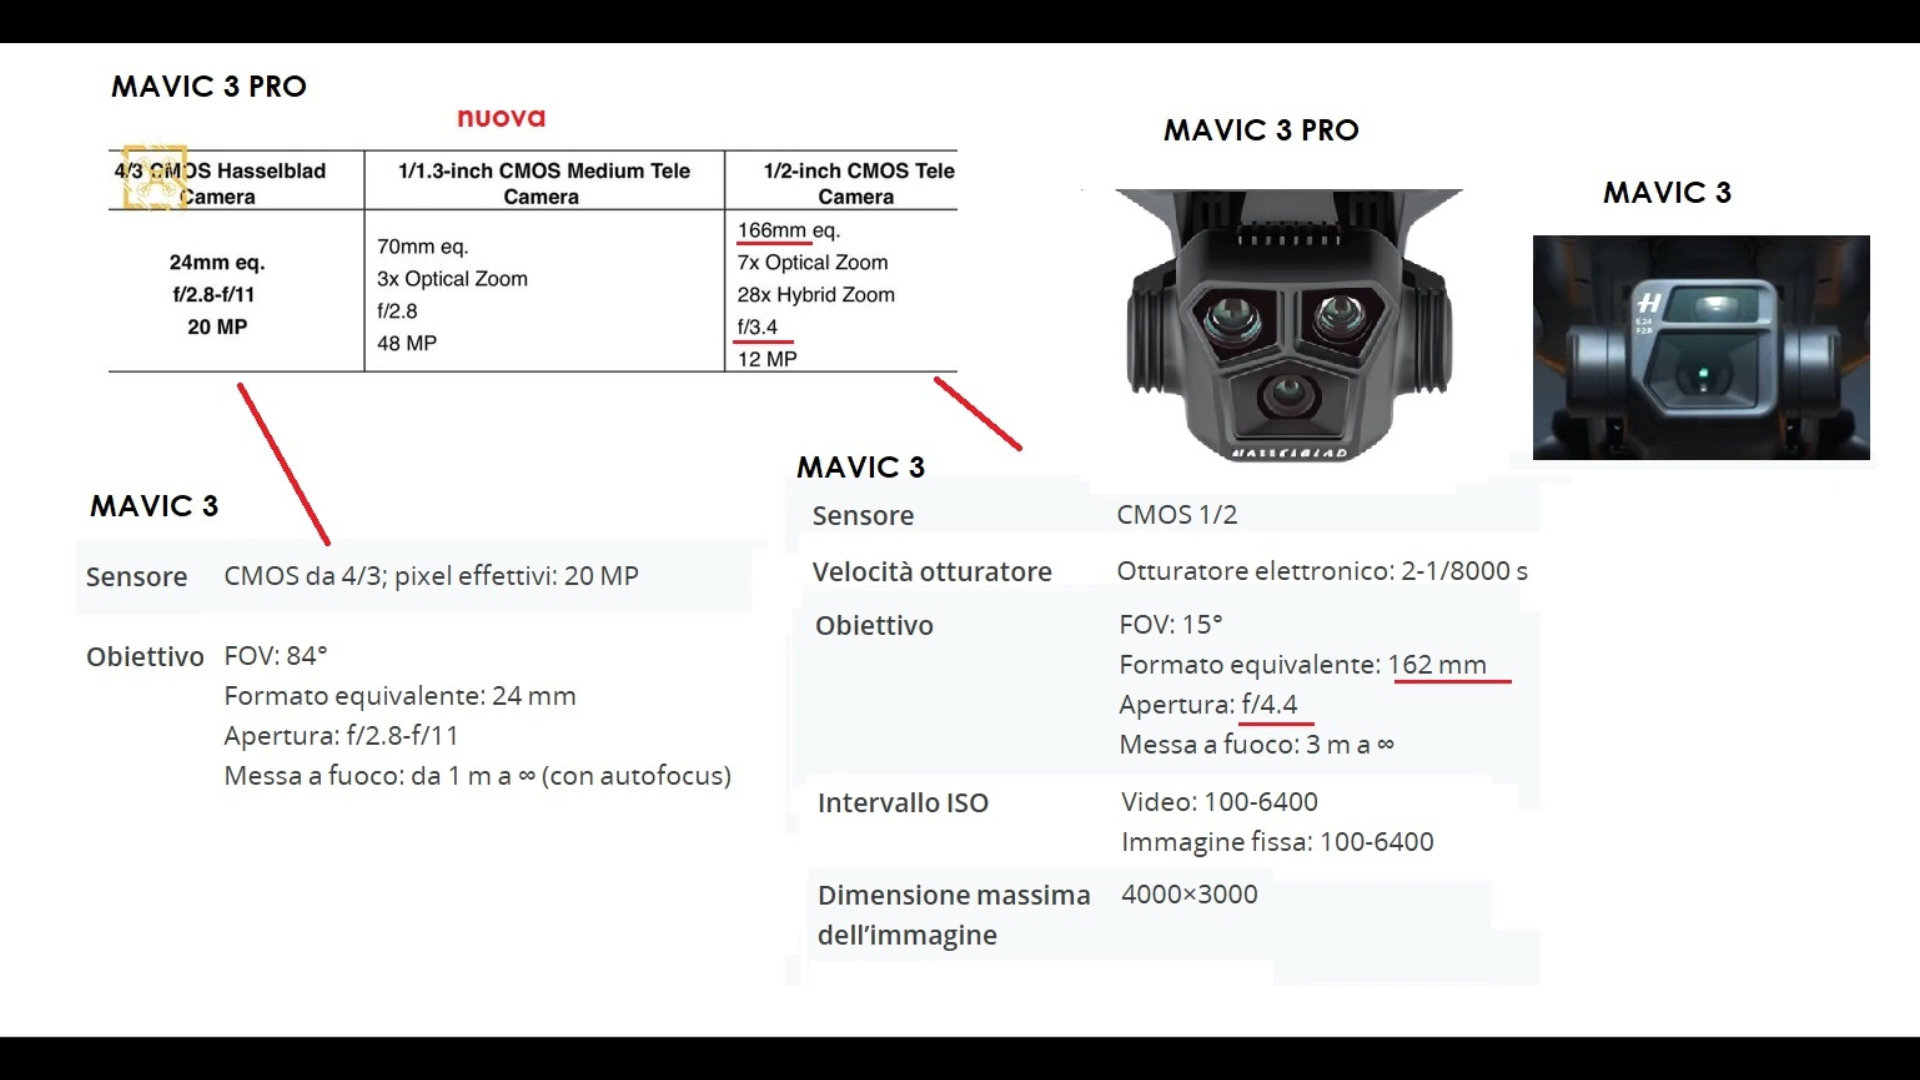 MAVIC 3 PRO
nuova
4/3 CMOS Hasselblad
Camera
1/1.3-inch CMOS Medium Tele
Camera
1/2-inch CMOS Tele
Camera
24mm eq.
f/2.8-f/11
20 MP
70mm eq.
3x Optical Zoom
f/2.8
48 MP
166mm eq.
7x Optical Zoom
28x Hybrid Zoom
f/3.4
12 MP
MAVIC 3 PRO
HASSELBLAD
MAVIC 3
H
E24
F2.8
MAVIC 3
Sensore CMOS da 4/3; pixel effettivi: 20 MP
Obiettivo FOV: 84°
Formato equivalente: 24 mm
Apertura: f/2.8-f/11
Messa a fuoco: da 1 m a ∞ (con autofocus)
MAVIC 3
Sensore CMOS 1/2
Velocità otturatore Otturatore elettronico: 2-1/8000 s
Obiettivo FOV: 15°
Formato equivalente: 162 mm
Apertura: f/4.4
Messa a fuoco: 3 m a ∞
Intervallo ISO Video: 100-6400
Immagine fissa: 100-6400
Dimensione massima 4000×3000
dell’immagine